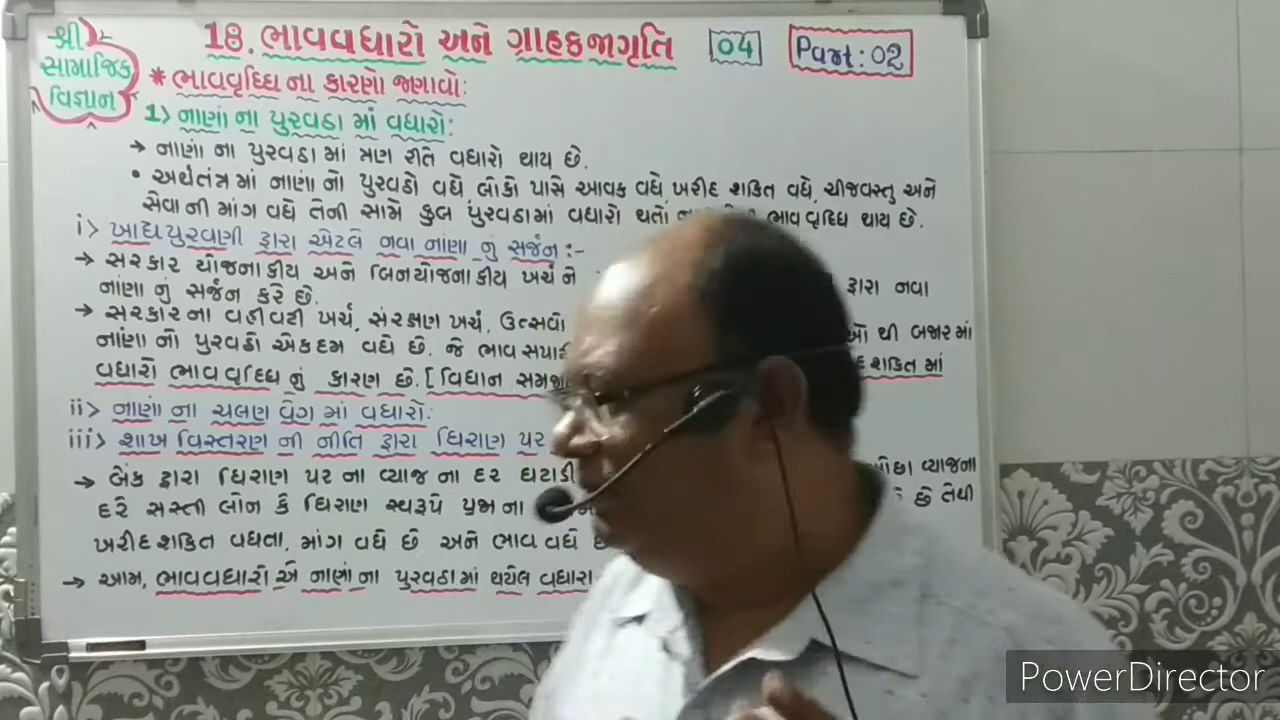 શ્રી
સામાજિક
વિજ્ઞાન
18. ભાવવધારો અને ગ્રાહકજાગૃતિ
04
Part: 02
* ભાવવૃધ્ધિ ના કારણો જણાવો:
1> નાણાં ના પુરવઠા માં વધારો:
→ નાણાં ના પુરવઠા માં ત્રણ રીતે વધારો થાય છે.
• અર્થતંત્ર માં નાણાં નો પુરવઠો વધે, લોકો પાસે આવક વધે, ખરીદ શકિત વધે, ચીજવસ્તુ અને
સેવા ની માંગ વધે તેની સામે કુલ પુરવઠામાં વધારો થતો ભાવ વૃધ્ધિ થાય છે.
i> ખાધપુરવણી દ્વારા એટલે નવા નાંણા નું સર્જન :-
→ સરકાર યોજનાકીય અને બિનયોજનાકીય ખર્ચ ને દ્વારા નવા
નાંણા નું સર્જન કરે છે.
→ સરકાર ના વહીવટી ખર્ચ, સંરક્ષણ ખર્ચ, ઉત્સવો થી બજાર માં
નાંણા નો પુરવઠો એકદમ વધે છે. જે ભાવ શકિત માં
વધારો ભાવવૃધ્ધિ નું કારણ છે. [વિધાન
ii> નાણાં ના ચલણ વેગ માં વધારો:
iii> શાખ વિસ્તરણ ની નીતિ દ્વારા ધિરાણ પર
→ બેંક દ્વારા ધિરાણ પર ના વ્યાજ ના દર ઘટાડી વ્યાજના
દરે સસ્તી લોન કે ધિરાણ સ્વરૂપે પ્રજા ના છે તેથી
ખરીદશકિત વધતા, માંગ વધે છે અને ભાવ વધે છે
→ આમ, ભાવવધારો એ નાણાં ના પુરવઠા માં થયેલ વધારા
PowerDirector